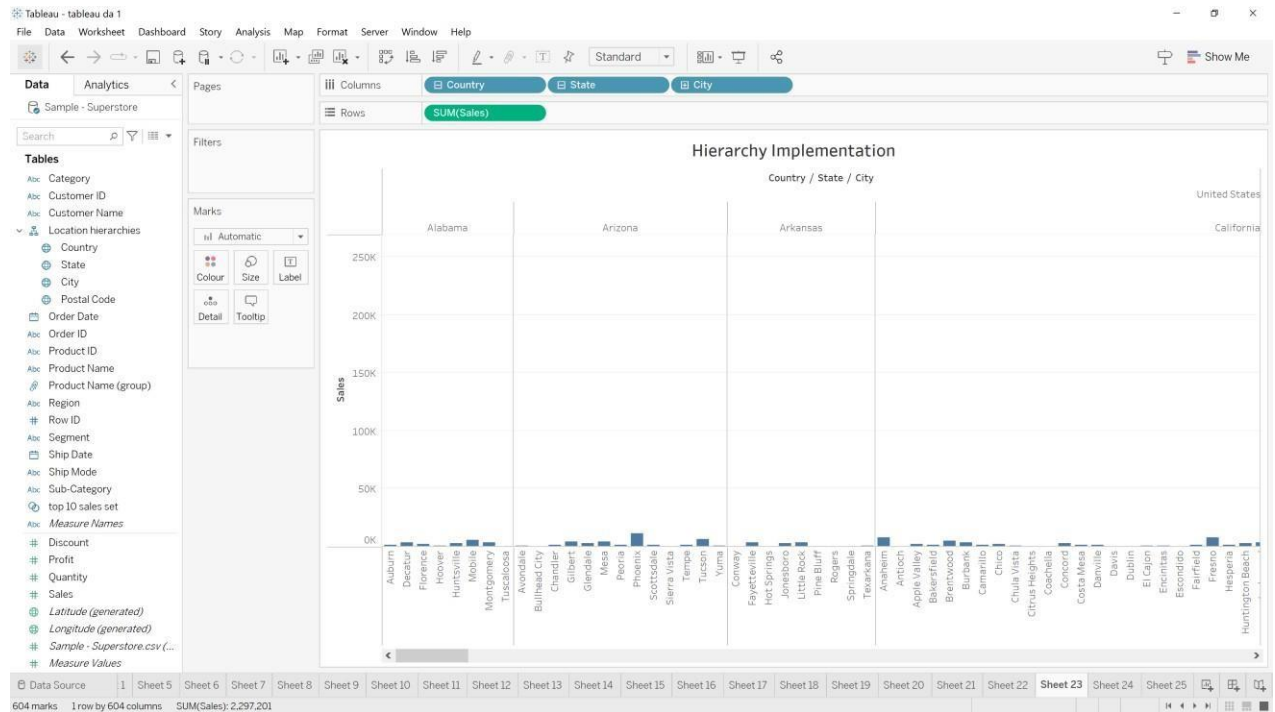 Tableau - tableau da 1
File Data Worksheet Dashboard Story Analysis Map Format Server Window Help
Standard
Show Me
Data Analytics
Sample - Superstore
Search
Tables
Abc Category
Abc Customer ID
Abc Customer Name
Location hierarchies
Country
State
City
Postal Code
Order Date
Abc Order ID
Abc Product ID
Abc Product Name
Product Name (group)
Abc Region
# Row ID
Abc Segment
Ship Date
Abc Ship Mode
Abc Sub-Category
top 10 sales set
Abc Measure Names
# Discount
# Profit
# Quantity
# Sales
Latitude (generated)
Longitude (generated)
# Sample - Superstore.csv (...
# Measure Values
Pages
Filters
Marks
Automatic
Colour Size Label
Detail Tooltip
Columns Country State City
Rows SUM(Sales)
Hierarchy Implementation
Country / State / City
United States
Alabama Arizona Arkansas California
Sales
250K
200K
150K
100K
50K
0K
Auburn
Decatur
Florence
Hoover
Huntsville
Mobile
Montgomery
Tuscaloosa
Avondale
Bullhead City
Chandler
Gilbert
Glendale
Mesa
Peoria
Phoenix
Scottsdale
Sierra Vista
Tempe
Tucson
Yuma
Conway
Fayetteville
Hot Springs
Jonesboro
Little Rock
Pine Bluff
Rogers
Springdale
Texarkana
Anaheim
Antioch
Apple Valley
Bakersfield
Brentwood
Burbank
Camarillo
Chico
Chula Vista
Citrus Heights
Coachella
Concord
Costa Mesa
Danville
Davis
Dublin
El Cajon
Encinitas
Escondido
Fairfield
Fresno
Hesperia
Huntington Beach
Data Source 1 Sheet 5 Sheet 6 Sheet 7 Sheet 8 Sheet 9 Sheet 10 Sheet 11 Sheet 12 Sheet 13 Sheet 14 Sheet 15 Sheet 16 Sheet 17 Sheet 18 Sheet 19 Sheet 20 Sheet 21 Sheet 22 Sheet 23 Sheet 24 Sheet 25
604 marks 1 row by 604 columns SUM(Sales): 2,297,201